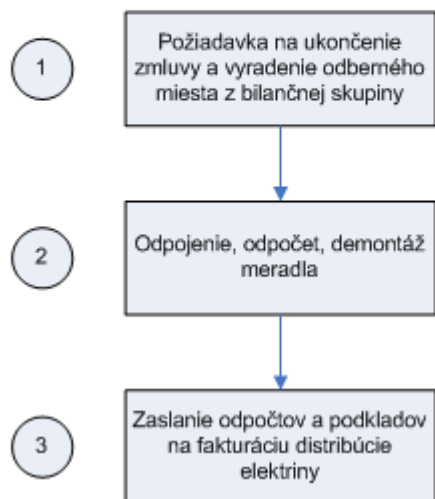 1
Požiadavka na ukončenie
zmluvy a vyradenie odberného
miesta z bilančnej skupiny
2
Odpojenie, odpočet, demontáž
meradla
3
Zaslanie odpočtov a podkladov
na fakturáciu distribúcie
elektriny